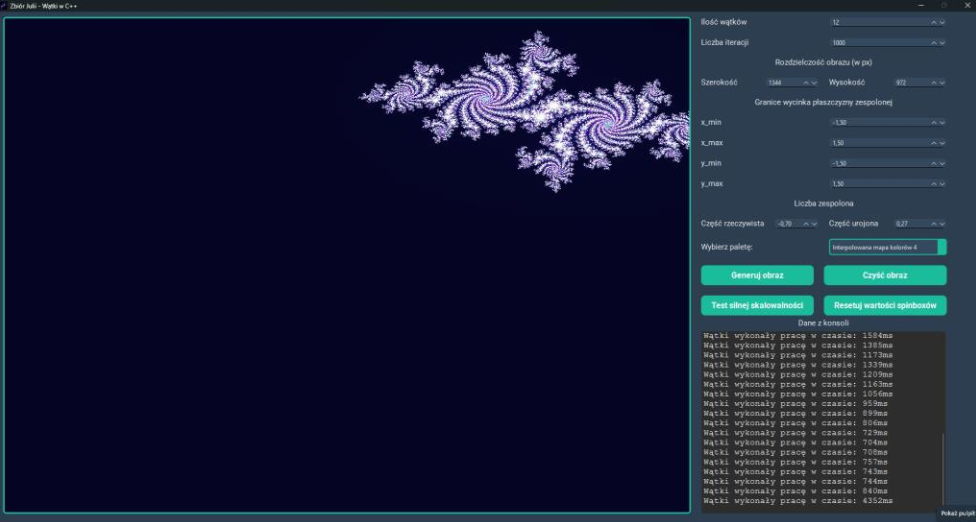 Zbiór Julii - Wątki w C++
Ilość wątków 12
Liczba iteracji 1000
Rozdzielczość obrazu (w px)
Szerokość 1344 Wysokość 972
Granice wycinka płaszczyzny zespolonej
x_min -1,50
x_max 1,50
y_min -1,50
y_max 1,50
Liczba zespolona
Część rzeczywista -0,70 Część urojona 0,27
Wybierz paletę: Interpolowana mapa kolorów 4
Generuj obraz Czyść obraz
Test silnej skalowalności Resetuj wartości spinboxów
Dane z konsoli
Wątki wykonały pracę w czasie: 1584ms
Wątki wykonały pracę w czasie: 1385ms
Wątki wykonały pracę w czasie: 1173ms
Wątki wykonały pracę w czasie: 1339ms
Wątki wykonały pracę w czasie: 1209ms
Wątki wykonały pracę w czasie: 1163ms
Wątki wykonały pracę w czasie: 1056ms
Wątki wykonały pracę w czasie: 959ms
Wątki wykonały pracę w czasie: 899ms
Wątki wykonały pracę w czasie: 806ms
Wątki wykonały pracę w czasie: 729ms
Wątki wykonały pracę w czasie: 704ms
Wątki wykonały pracę w czasie: 708ms
Wątki wykonały pracę w czasie: 757ms
Wątki wykonały pracę w czasie: 743ms
Wątki wykonały pracę w czasie: 744ms
Wątki wykonały pracę w czasie: 840ms
Wątki wykonały pracę w czasie: 4352ms
Pokaż pulpit